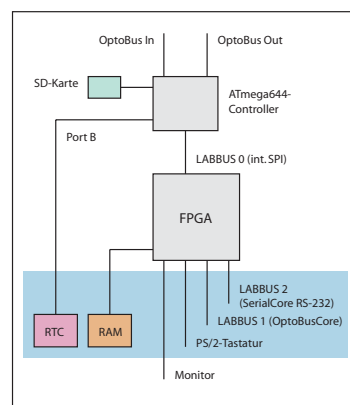 OptoBus In
OptoBus Out
SD-Karte
ATmega644-
Controller
Port B
LABBUS 0 (int. SPI)
FPGA
LABBUS 2
(SerialCore RS-232)
LABBUS 1 (OptoBusCore)
RTC
RAM
PS/2-Tastatur
Monitor